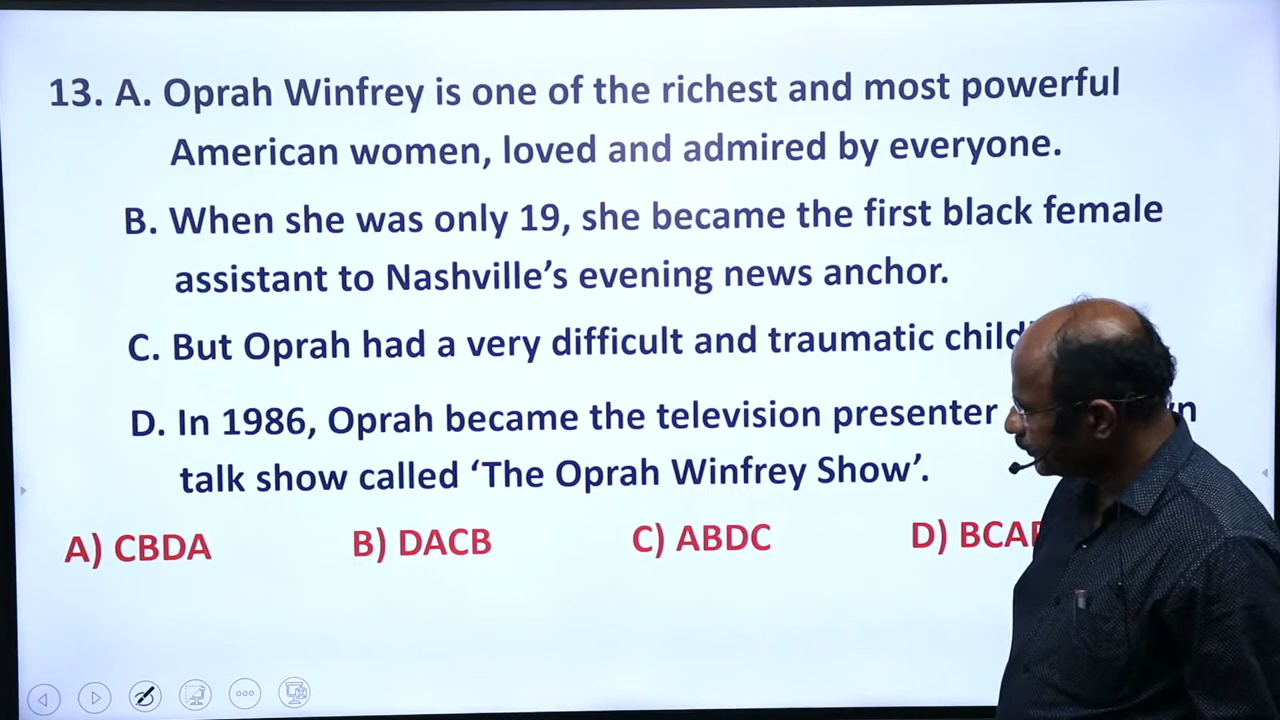 13. A. Oprah Winfrey is one of the richest and most powerful
American women, loved and admired by everyone.
B. When she was only 19, she became the first black female
assistant to Nashville’s evening news anchor.
C. But Oprah had a very difficult and traumatic
D. In 1986, Oprah became the television presenter
talk show called ‘The Oprah Winfrey Show’.
A) CBDA B) DACB C) ABDC D)